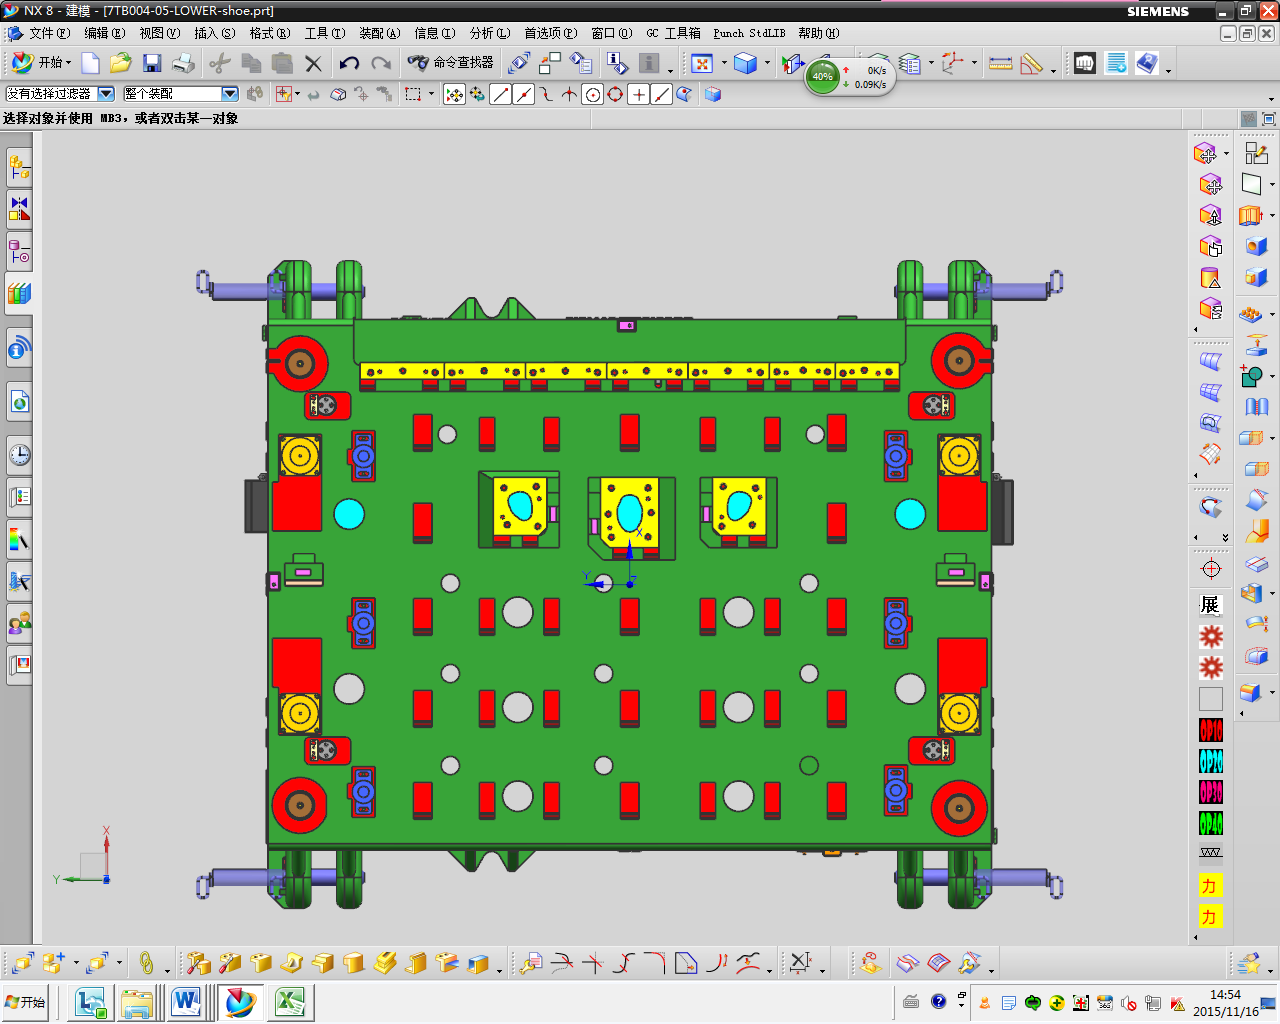 NX 8 - 建模 - [7TB004-05-LOWER-shoe.prt]
SIEMENS
文件(F) 编辑(E) 视图(V) 插入(S) 格式(R) 工具(T) 装配(A) 信息(I) 分析(L) 首选项(P) 窗口(O) GC 工具箱 Punch StdLIB 帮助(H)
开始 命令查找器
40% 0K/s
0.09K/s
没有选择过滤器 整个装配
选择对象并使用 MB3，或者双击某一对象
展
OP10
OP20
OP30
OP40
力
力
X
Y
Z
X
Y
开始
14:54
2015/11/16